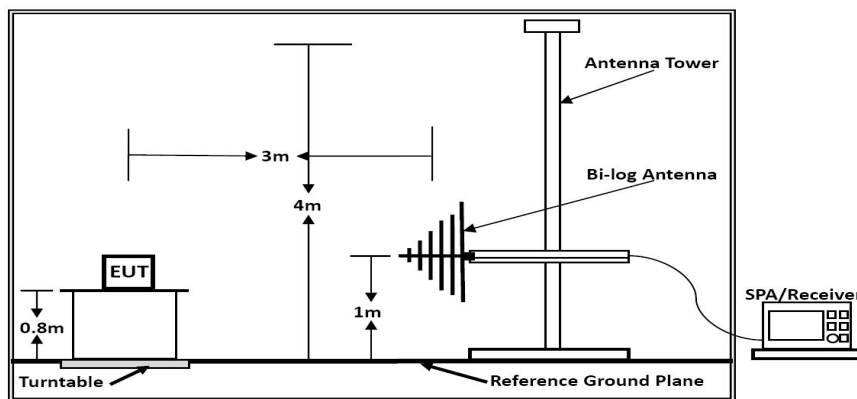 Antenna Tower
3m
Bi-log Antenna
4m
EUT
SPA/Receiver
0.8m
1m
Turntable
Reference Ground Plane